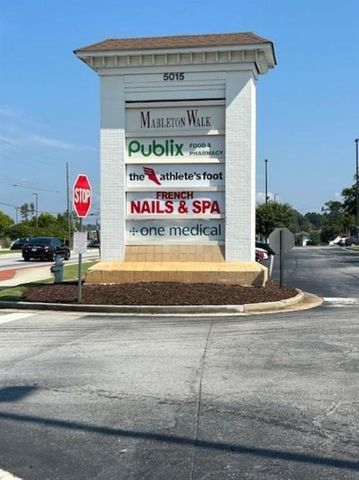 5015
MABLETON WALK
Publix FOOD &
PHARMACY
the athlete's foot
FRENCH
NAILS & SPA
one medical
STOP